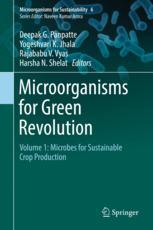 Microorganisms for Sustainability 6
Series Editor: Naveen Kumar Arora
Deepak G. Panpatte
Yogeshvari K. Jhala
Rajababu V. Vyas
Harsha N. Shelat Editors
Microorganisms
for Green
Revolution
Volume 1: Microbes for Sustainable
Crop Production
Springer